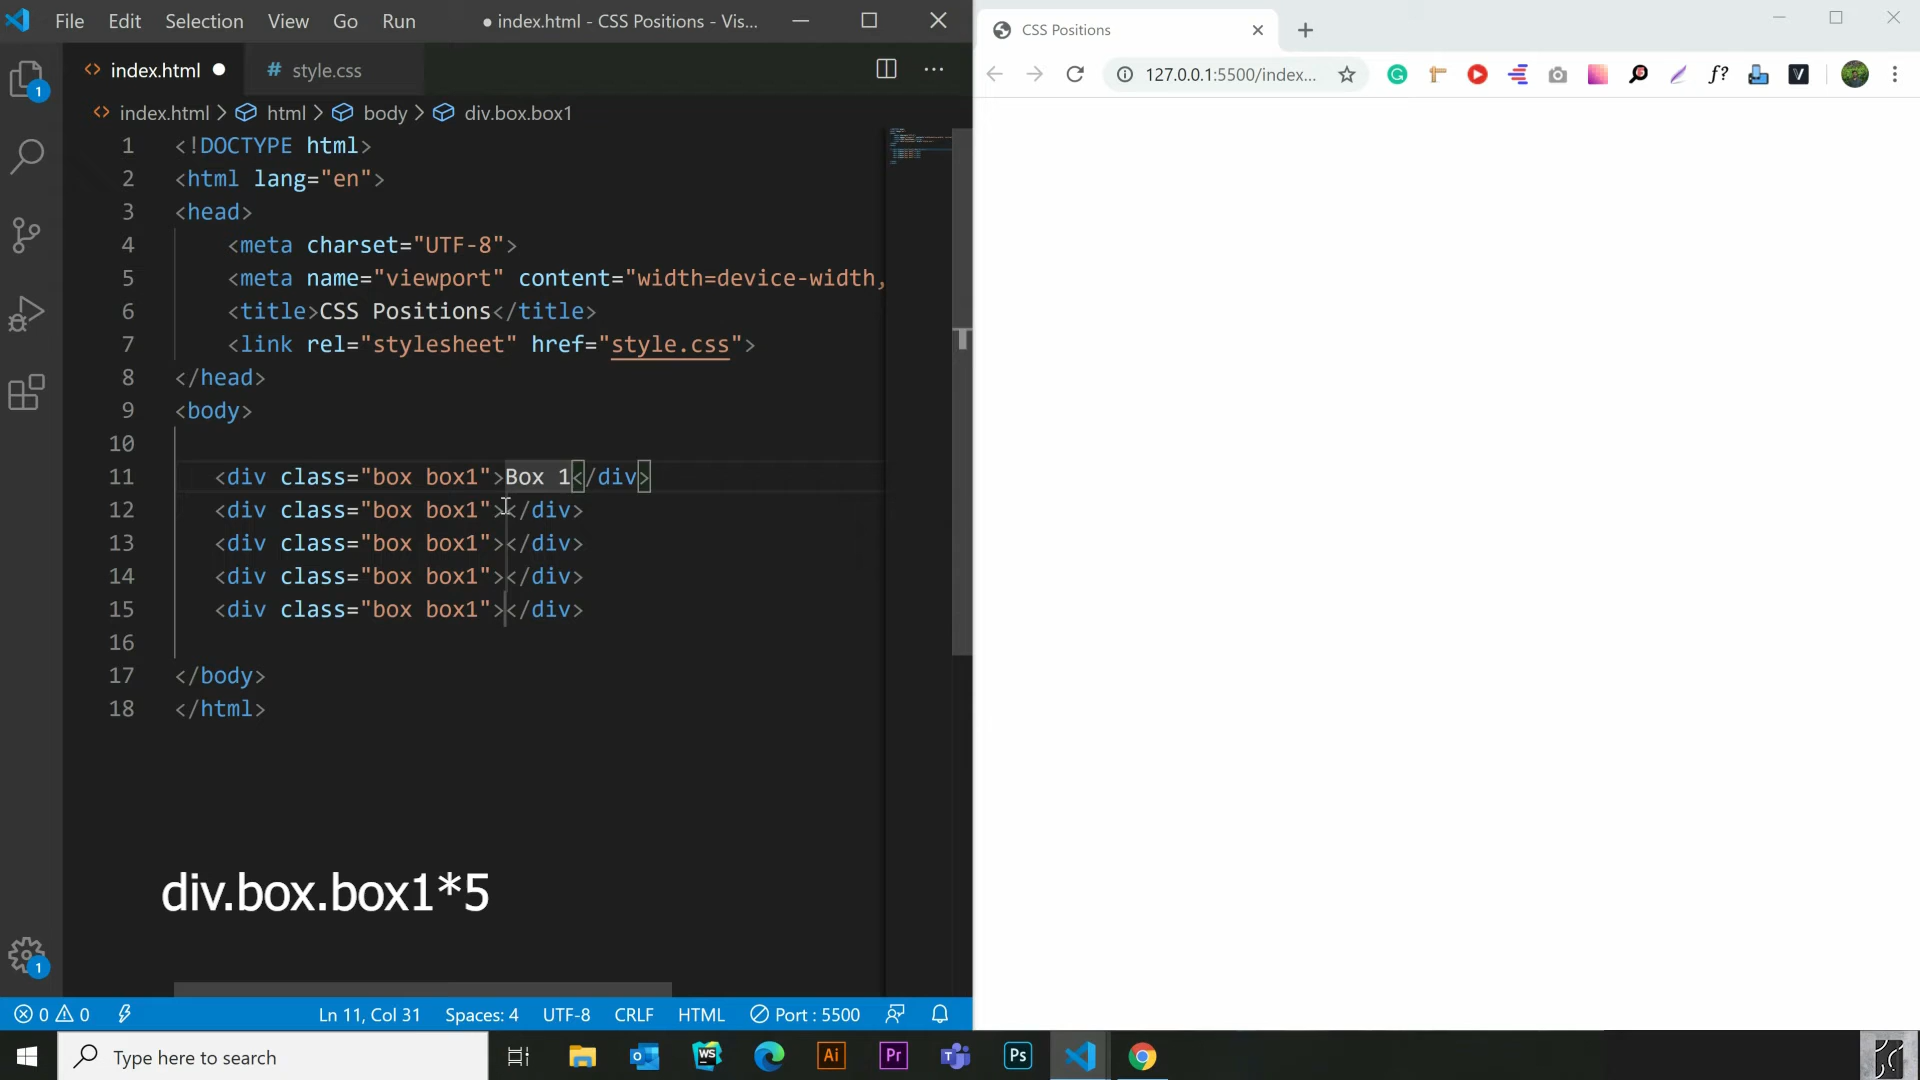 File Edit Selection View Go Run ● index.html - CSS Positions - Vis...
index.html style.css
index.html > html > body > div.box.box1
1 <!DOCTYPE html>
2 <html lang="en">
3 <head>
4 <meta charset="UTF-8">
5 <meta name="viewport" content="width=device-width,
6 <title>CSS Positions</title>
7 <link rel="stylesheet" href="style.css">
8 </head>
9 <body>
10
11 <div class="box box1">Box 1</div>
12 <div class="box box1"></div>
13 <div class="box box1"></div>
14 <div class="box box1"></div>
15 <div class="box box1"></div>
16
17 </body>
18 </html>
div.box.box1*5
1
1
0 0 Ln 11, Col 31 Spaces: 4 UTF-8 CRLF HTML Port : 5500
CSS Positions
127.0.0.1:5500/index... G f? V
Type here to search
WS Ai Pr Ps